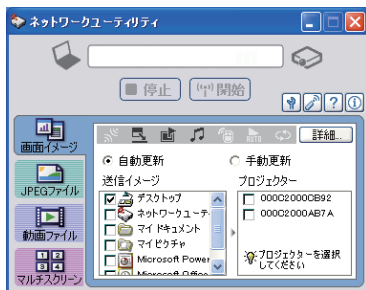 ネットワークユーティリティ
停止
開始
画面イメージ
JPEGファイル
動画ファイル
マルチスクリーン
AUTO
詳細...
自動更新
手動更新
送信イメージ
プロジェクター
デスクトップ
ネットワークユーテ
マイ ドキュメント
マイ ピクチャ
Microsoft Power
Microsoft Office
000C2000CB92
000C2000AB7A
プロジェクターを選択
してください